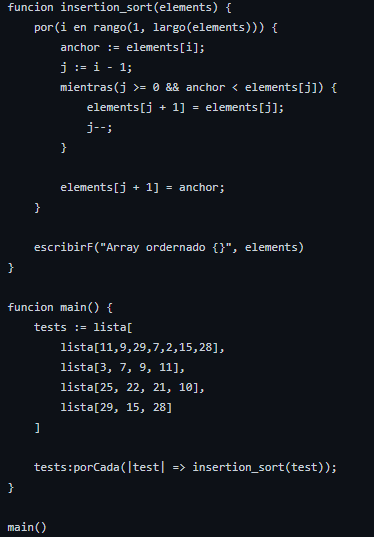 funcion insertion_sort(elements) {
    por(i en rango(1, largo(elements))) {
        anchor := elements[i];
        j := i - 1;
        mientras(j >= 0 && anchor < elements[j]) {
            elements[j + 1] = elements[j];
            j--;
        }

        elements[j + 1] = anchor;
    }

    escribirF("Array ordernado {}", elements)
}

funcion main() {
    tests := lista[
        lista[11,9,29,7,2,15,28],
        lista[3, 7, 9, 11],
        lista[25, 22, 21, 10],
        lista[29, 15, 28]
    ]

    tests:porCada(|test| => insertion_sort(test));
}

main()